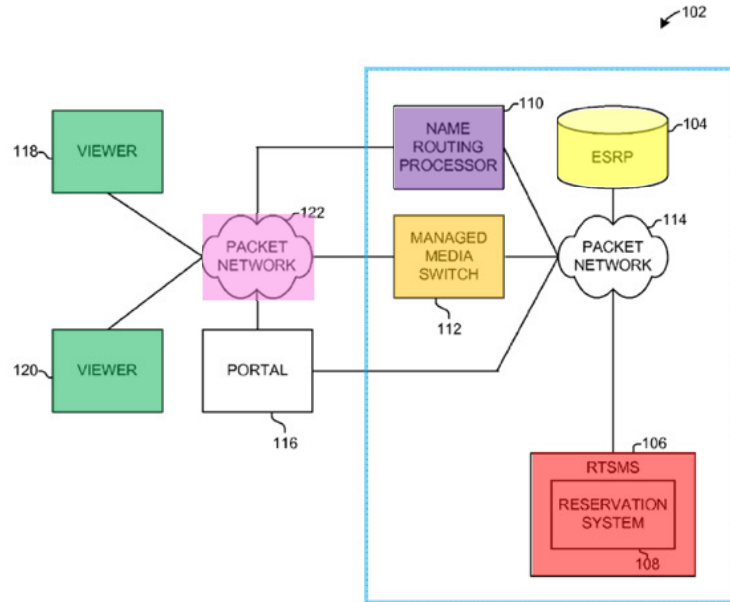 102
110
NAME
ROUTING
PROCESSOR
104
ESRP
118
VIEWER
122
PACKET
NETWORK
MANAGED
MEDIA
SWITCH
112
114
PACKET
NETWORK
120
VIEWER
PORTAL
116
106
RTSMS
RESERVATION
SYSTEM
108